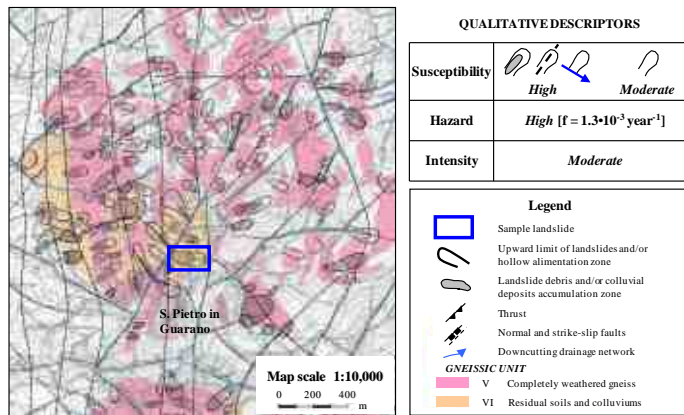 QUALITATIVE DESCRIPTORS
Susceptibility
High
Moderate
Hazard
High [f = 1.3•10⁻³ year⁻¹]
Intensity
Moderate
S. Pietro in
Guarano
Map scale 1:10,000
0 200 400
m
Legend
Sample landslide
Upward limit of landslides and/or
hollow alimentation zone
Landslide debris and/or colluvial
deposits accumulation zone
Thrust
Normal and strike-slip faults
Downcutting drainage network
GNEISSIC UNIT
V Completely weathered gneiss
VI Residual soils and colluviums